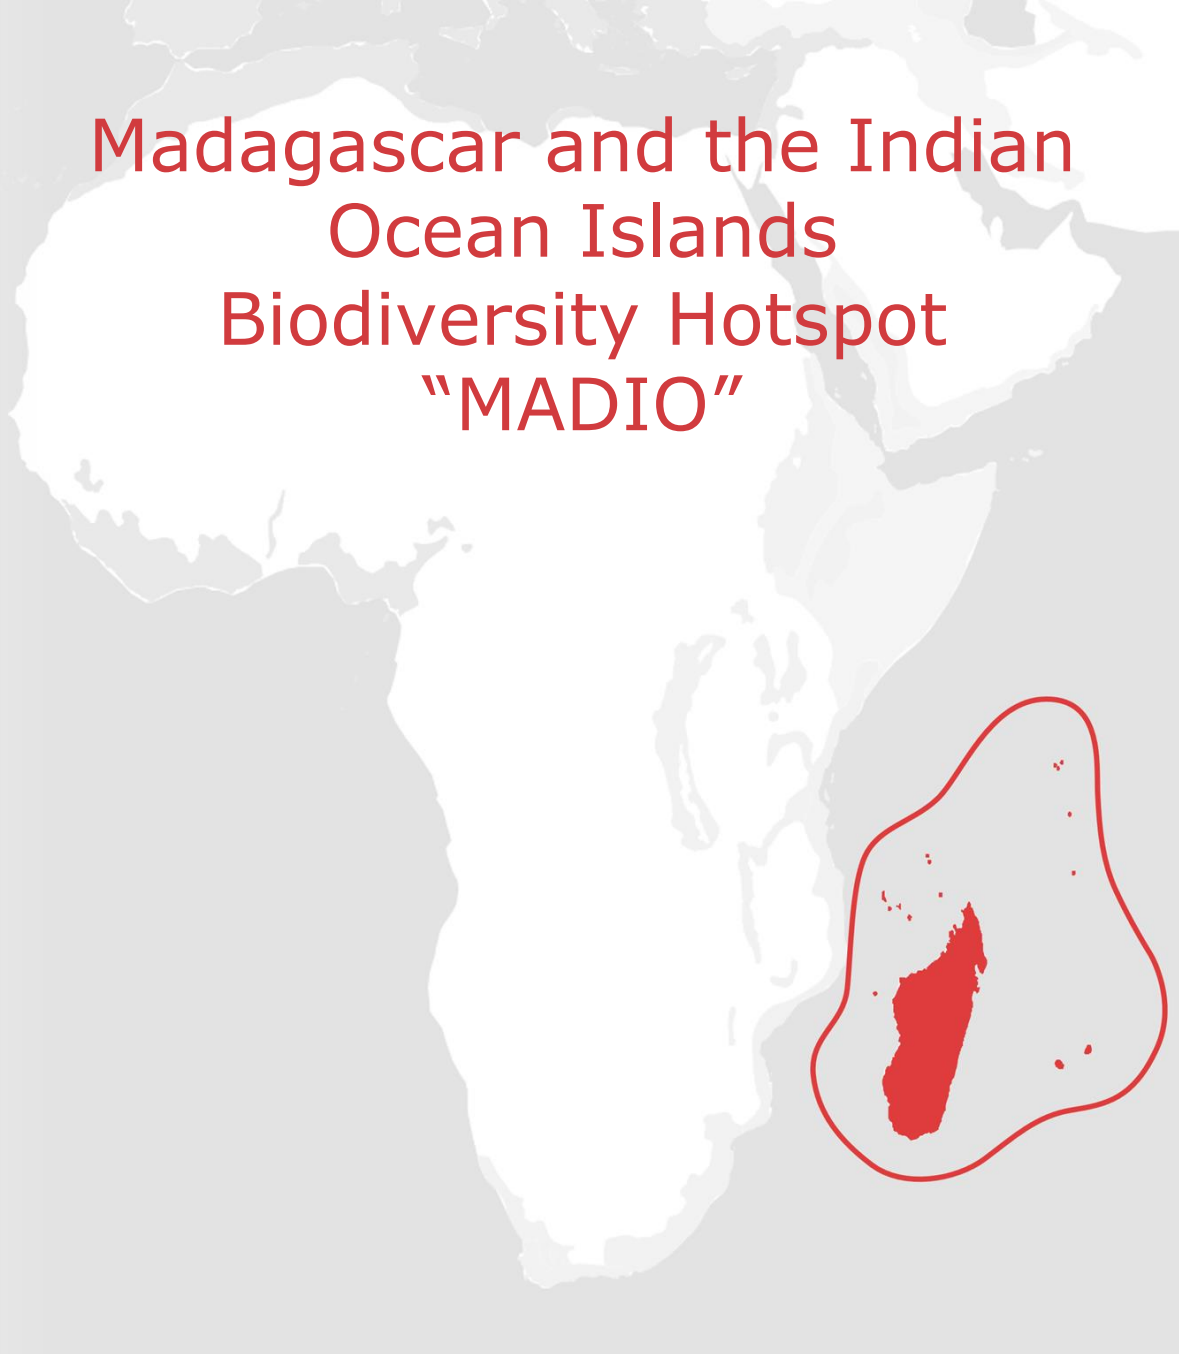 Madagascar and the Indian
Ocean Islands
Biodiversity Hotspot
“MADIO”